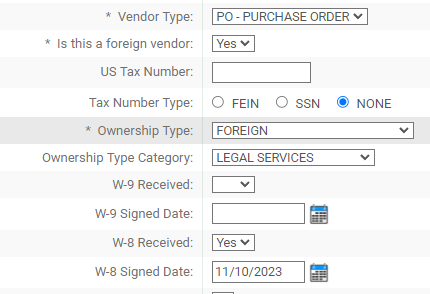 * Vendor Type: PO - PURCHASE ORDER
* Is this a foreign vendor: Yes
US Tax Number:
Tax Number Type: FEIN SSN NONE
* Ownership Type: FOREIGN
Ownership Type Category: LEGAL SERVICES
W-9 Received:
W-9 Signed Date:
W-8 Received: Yes
W-8 Signed Date: 11/10/2023